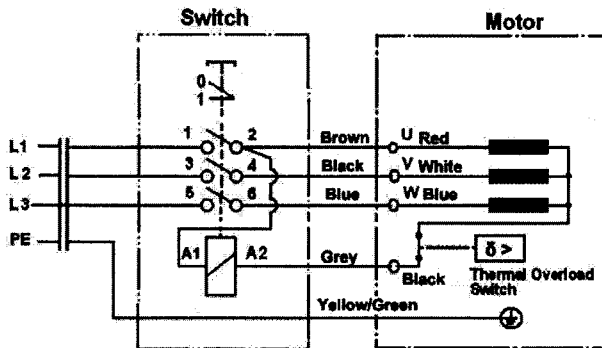 Switch
Motor
0
1
L1
1
2
Brown
U Red
L2
3
4
Black
V White
L3
5
6
Blue
W Blue
PE
A1
A2
Grey
Black
δ >
Thermal Overload
Switch
Yellow/Green